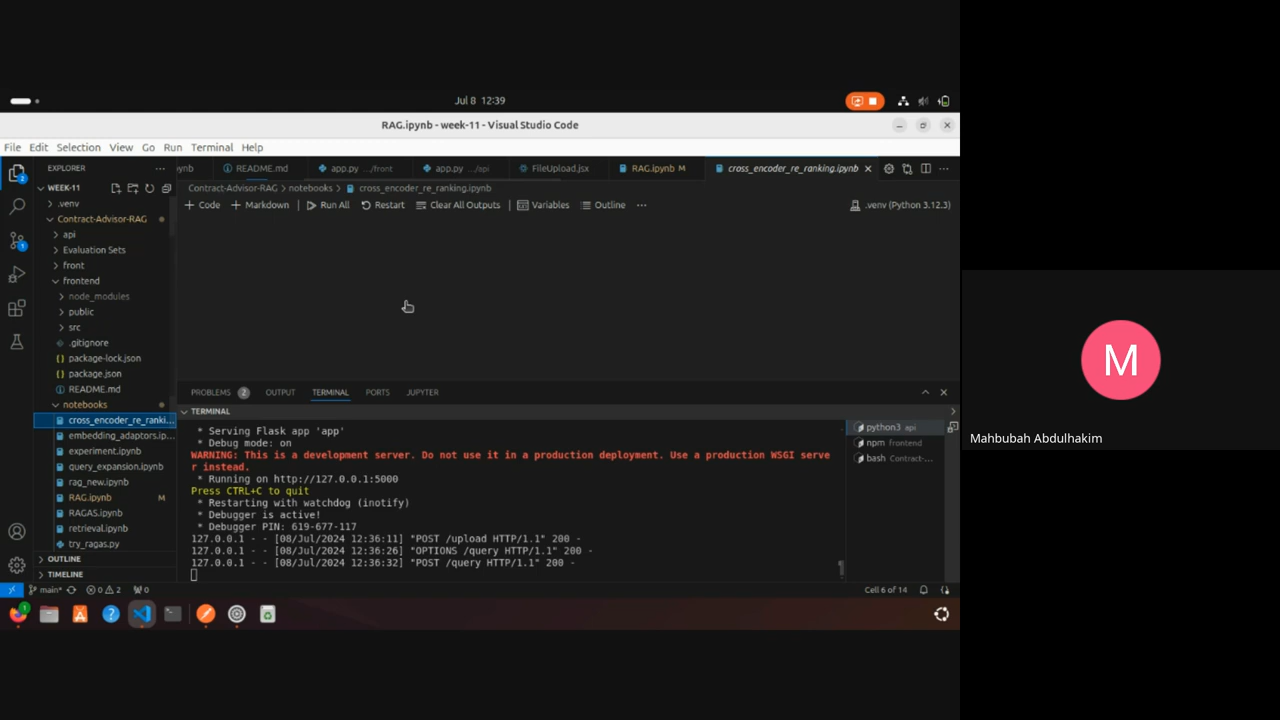 Jul 8 12:39
RAG.ipynb - week-11 - Visual Studio Code
File Edit Selection View Go Run Terminal Help
EXPLORER
ynb README.md app.py .../front app.py .../api FileUpload.jsx RAG.ipynb M cross_encoder_re_ranking.ipynb
WEEK-11
Contract-Advisor-RAG > notebooks > cross_encoder_re_ranking.ipynb
Code Markdown Run All Restart Clear All Outputs Variables Outline ... .venv (Python 3.12.3)
.venv
Contract-Advisor-RAG
api
Evaluation Sets
front
frontend
node_modules
public
src
.gitignore
package-lock.json
package.json
README.md
notebooks
cross_encoder_re_ranki...
embedding_adaptors.ip...
experiment.ipynb
query_expansion.ipynb
rag_new.ipynb
RAG.ipynb M
RAGAS.ipynb
retrieval.ipynb
try_ragas.py
OUTLINE
TIMELINE
PROBLEMS 2 OUTPUT TERMINAL PORTS JUPYTER
TERMINAL
* Serving Flask app 'app'
* Debug mode: on
WARNING: This is a development server. Do not use it in a production deployment. Use a production WSGI serve
r instead.
* Running on http://127.0.0.1:5000
Press CTRL+C to quit
* Restarting with watchdog (inotify)
* Debugger is active!
* Debugger PIN: 619-677-117
127.0.0.1 - - [08/Jul/2024 12:36:11] "POST /upload HTTP/1.1" 200 -
127.0.0.1 - - [08/Jul/2024 12:36:26] "OPTIONS /query HTTP/1.1" 200 -
127.0.0.1 - - [08/Jul/2024 12:36:32] "POST /query HTTP/1.1" 200 -
python3 api
npm frontend
bash Contract-...
main* 0 2 0 Cell 6 of 14
M
Mahbubah Abdulhakim